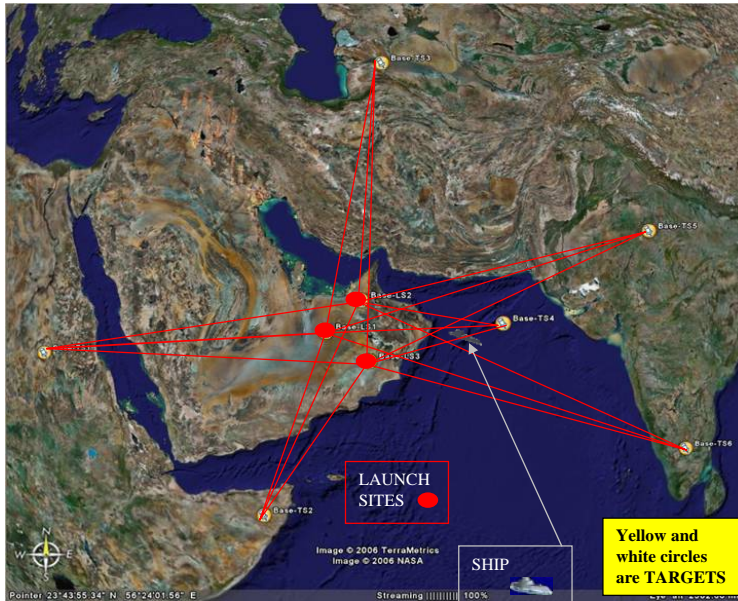 Base-TS3
Base-TS5
Base-LS2
Base-LS1
Base-TS4
Base-LS3
Base-TS6
LAUNCH
SITES
Base-TS2
Yellow and
white circles
are TARGETS
N
W E
S
Image © 2006 TerraMetrics
Image © 2006 NASA
SHIP
Pointer 23°43'55.34" N 56°24'01.56" E Streaming |||||||||| 100%